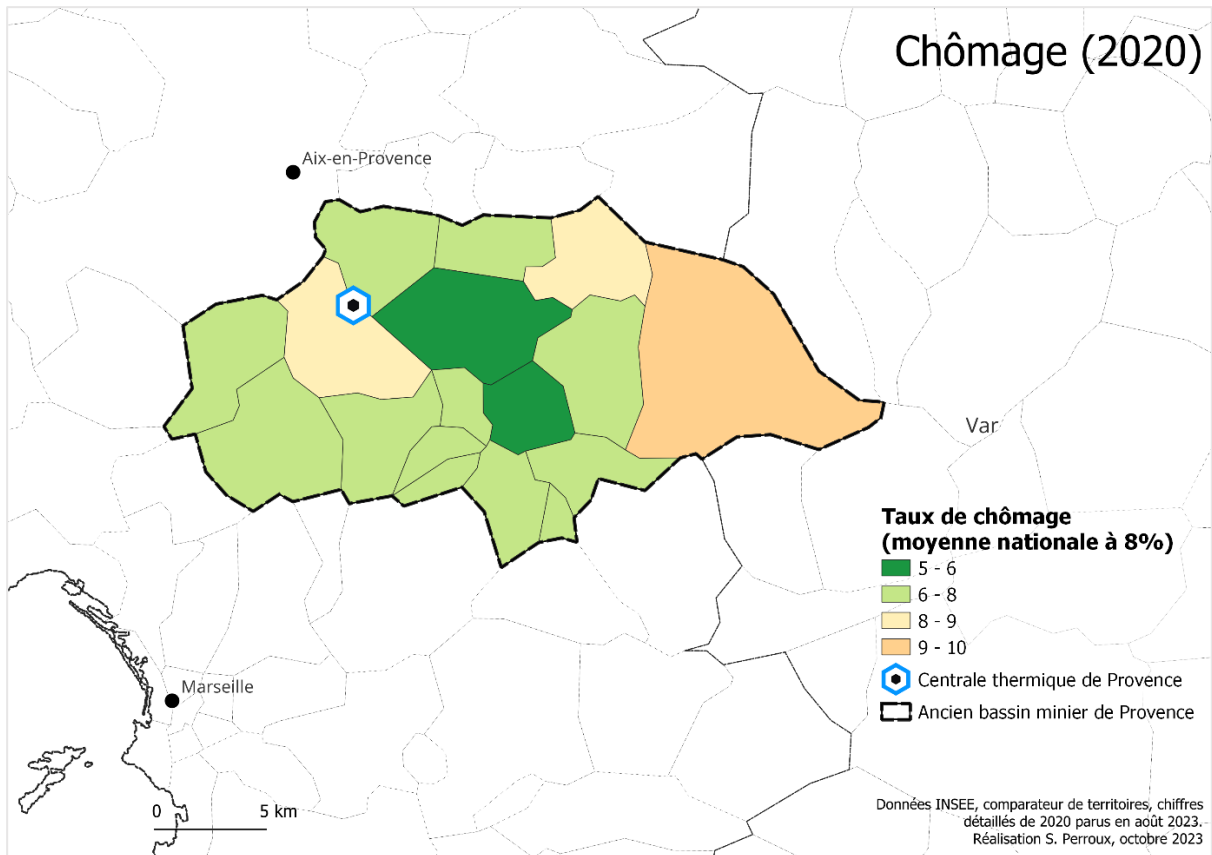 Chômage (2020)
Aix-en-Provence
Var
Taux de chômage
(moyenne nationale à 8%)
5 - 6
6 - 8
8 - 9
9 - 10
Centrale thermique de Provence
Ancien bassin minier de Provence
Marseille
0 5 km
Données INSEE, comparateur de territoires, chiffres
détaillés de 2020 parus en août 2023.
Réalisation S. Perroux, octobre 2023